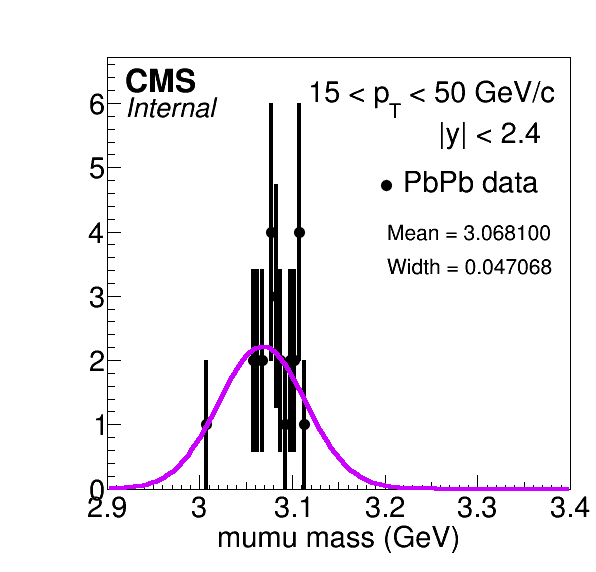 CMS
Internal
15 < pT < 50 GeV/c
|y| < 2.4
PbPb data
Mean = 3.068100
Width = 0.047068
6
5
4
3
2
1
0
2.9 3 3.1 3.2 3.3 3.4
mumu mass (GeV)